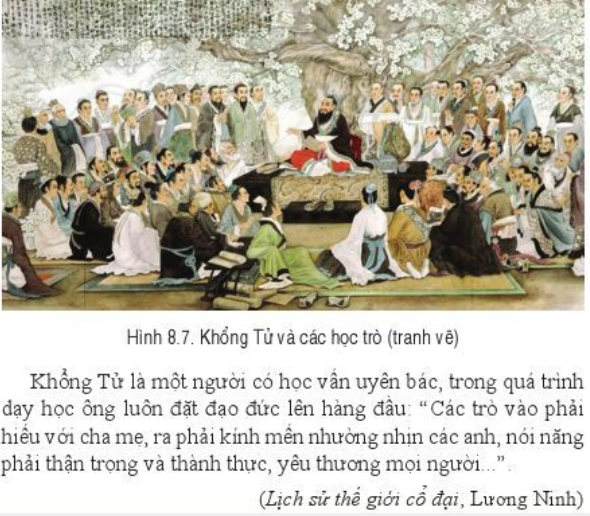 Hình 8.7. Khổng Tử và các học trò (tranh vẽ)
Khổng Tử là một người có học vấn uyên bác, trong quá trình
dạy học ông luôn đặt đạo đức lên hàng đầu: “Các trò vào phải
hiếu với cha mẹ, ra phải kính mến nhường nhịn các anh, nói năng
phải thận trọng và thành thực, yêu thương mọi người...”.
(Lịch sử thế giới cổ đại, Lương Ninh)